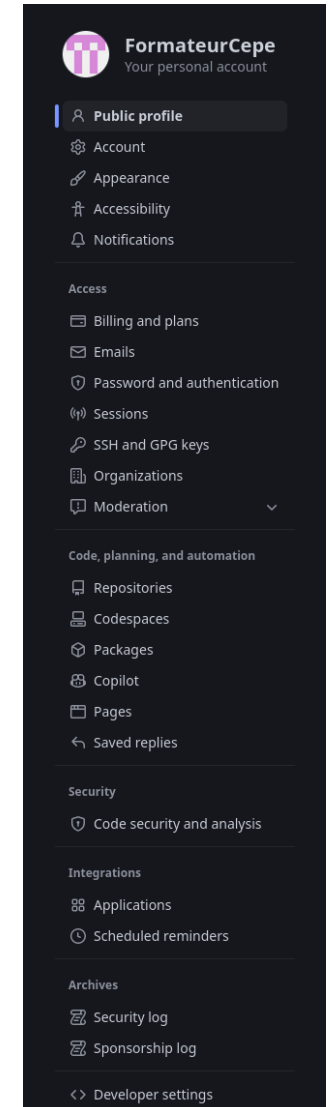 FormateurCepe
Your personal account
Public profile
Account
Appearance
Accessibility
Notifications
Access
Billing and plans
Emails
Password and authentication
Sessions
SSH and GPG keys
Organizations
Moderation
Code, planning, and automation
Repositories
Codespaces
Packages
Copilot
Pages
Saved replies
Security
Code security and analysis
Integrations
Applications
Scheduled reminders
Archives
Security log
Sponsorship log
Developer settings